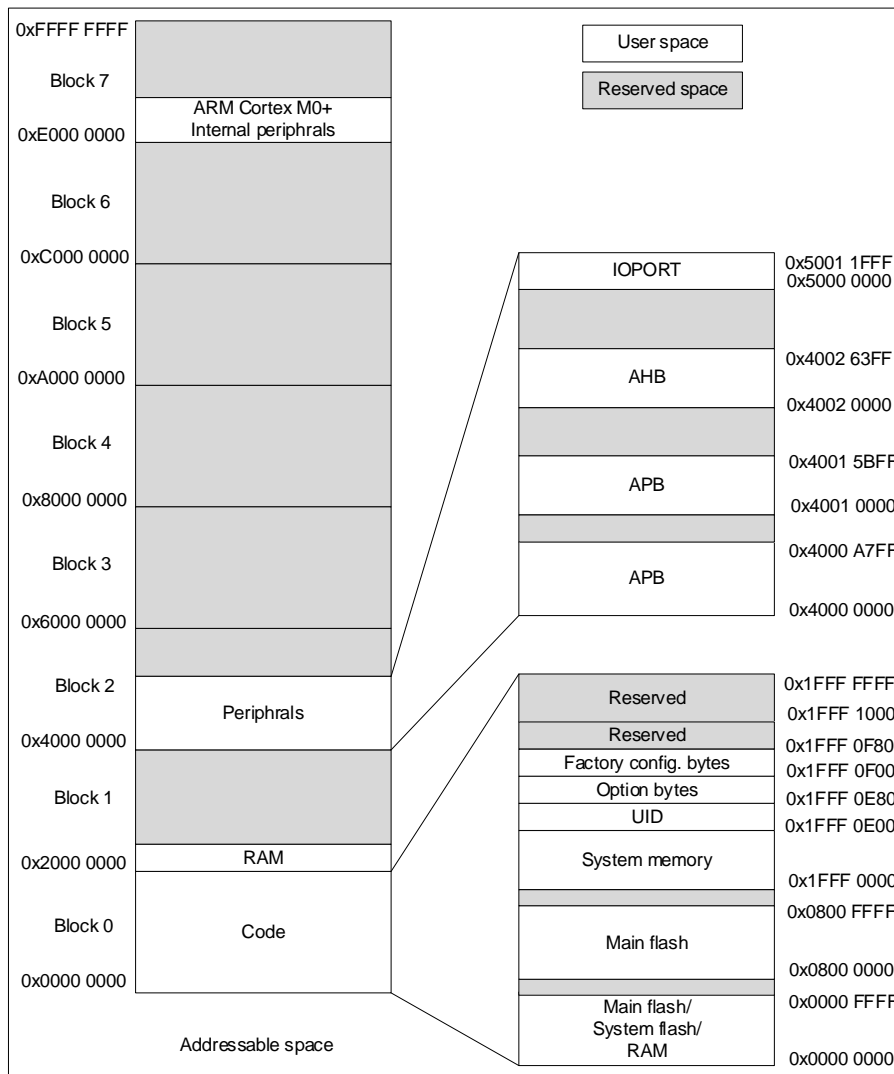 0xFFFF FFFF
Block 7
ARM Cortex M0+
Internal periphrals
0xE000 0000
Block 6
0xC000 0000
Block 5
0xA000 0000
Block 4
0x8000 0000
Block 3
0x6000 0000
Block 2
Periphrals
0x4000 0000
Block 1
0x2000 0000
RAM
Block 0
Code
0x0000 0000
Addressable space
User space
Reserved space
IOPORT
0x5001 1FFF
0x5000 0000
0x4002 63FF
AHB
0x4002 0000
0x4001 5BFF
APB
0x4001 0000
0x4000 A7FF
APB
0x4000 0000
0x1FFF FFFF
Reserved
0x1FFF 1000
Reserved
0x1FFF 0F80
Factory config. bytes
0x1FFF 0F00
Option bytes
0x1FFF 0E80
UID
0x1FFF 0E00
System memory
0x1FFF 0000
0x0800 FFFF
Main flash
0x0800 0000
0x0000 FFFF
Main flash/
System flash/
RAM
0x0000 0000